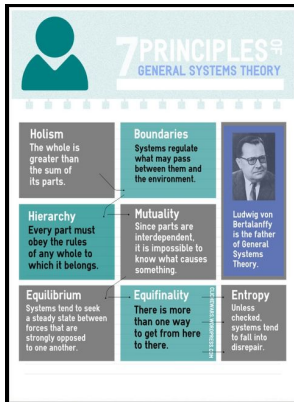 7 PRINCIPLES OF
GENERAL SYSTEMS THEORY
Holism
The whole is
greater than
the sum of
its parts.
Boundaries
Systems regulate
what may pass
between them and
the environment.
Hierarchy
Every part must
obey the rules
of any whole to
which it belongs.
Mutuality
Since parts are
interdependent,
it is impossible to
know what causes
something.
Ludwig von
Bertalanffy
is the father
of General
Systems
Theory.
Equilibrium
Systems tend to seek
a steady state between
forces that are
strongly opposed
to one another.
Equifinality
There is more
than one way
to get from here
to there.
Entropy
Unless
checked,
systems tend
to fall into
disrepair.